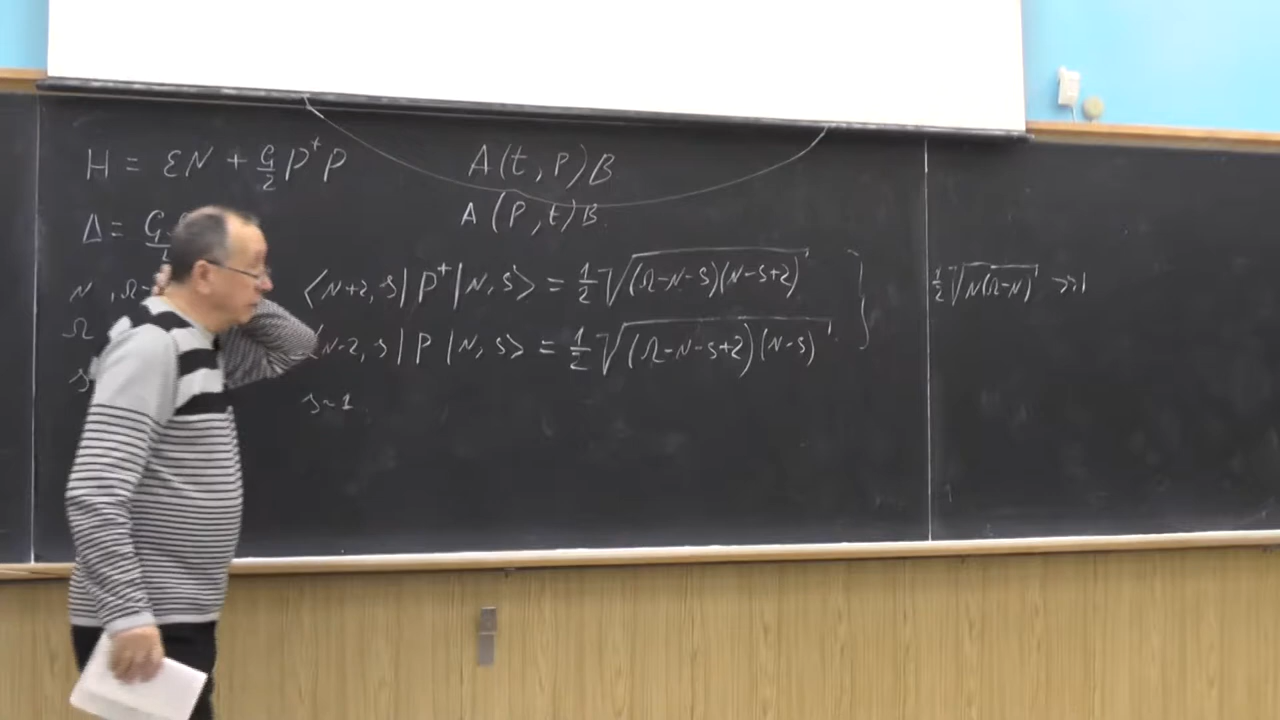 H = εN + G/2 P⁺P
A(t, p)B
A(p, t)B.
Δ = G
N, Ω
⟨N+2, s| P⁺ |N, s⟩ = 1/2 √(Ω-N-s)(N-s+2)
1/2 √N(Ω-N) >> 1
Ω
N-2, s| P |N, s⟩ = 1/2 √(Ω-N-s+2)(N-s)
s
s~1